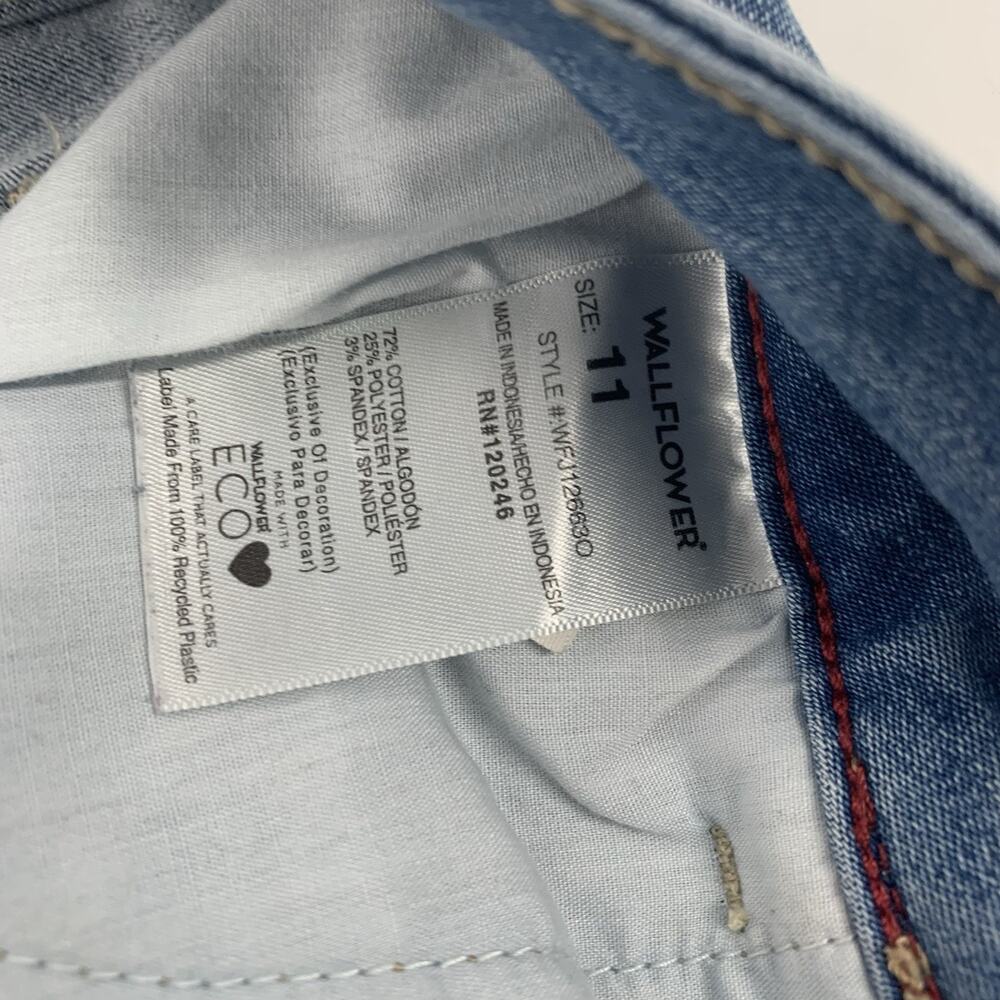 WALLFLOWER®
SIZE:
11
STYLE #:WFJ126630
MADE IN INDONESIA/HECHO EN INDONESIA
RN#120246
72% COTTON / ALGODÓN
25% POLYESTER / POLIÉSTER
3% SPANDEX / SPANDEX
(Exclusive Of Decoration)
(Exclusivo Para Decorar)
MADE WITH
WALLFLOWER
ECO
A CARE LABEL THAT ACTUALLY CARES
Label Made From 100% Recycled Plastic